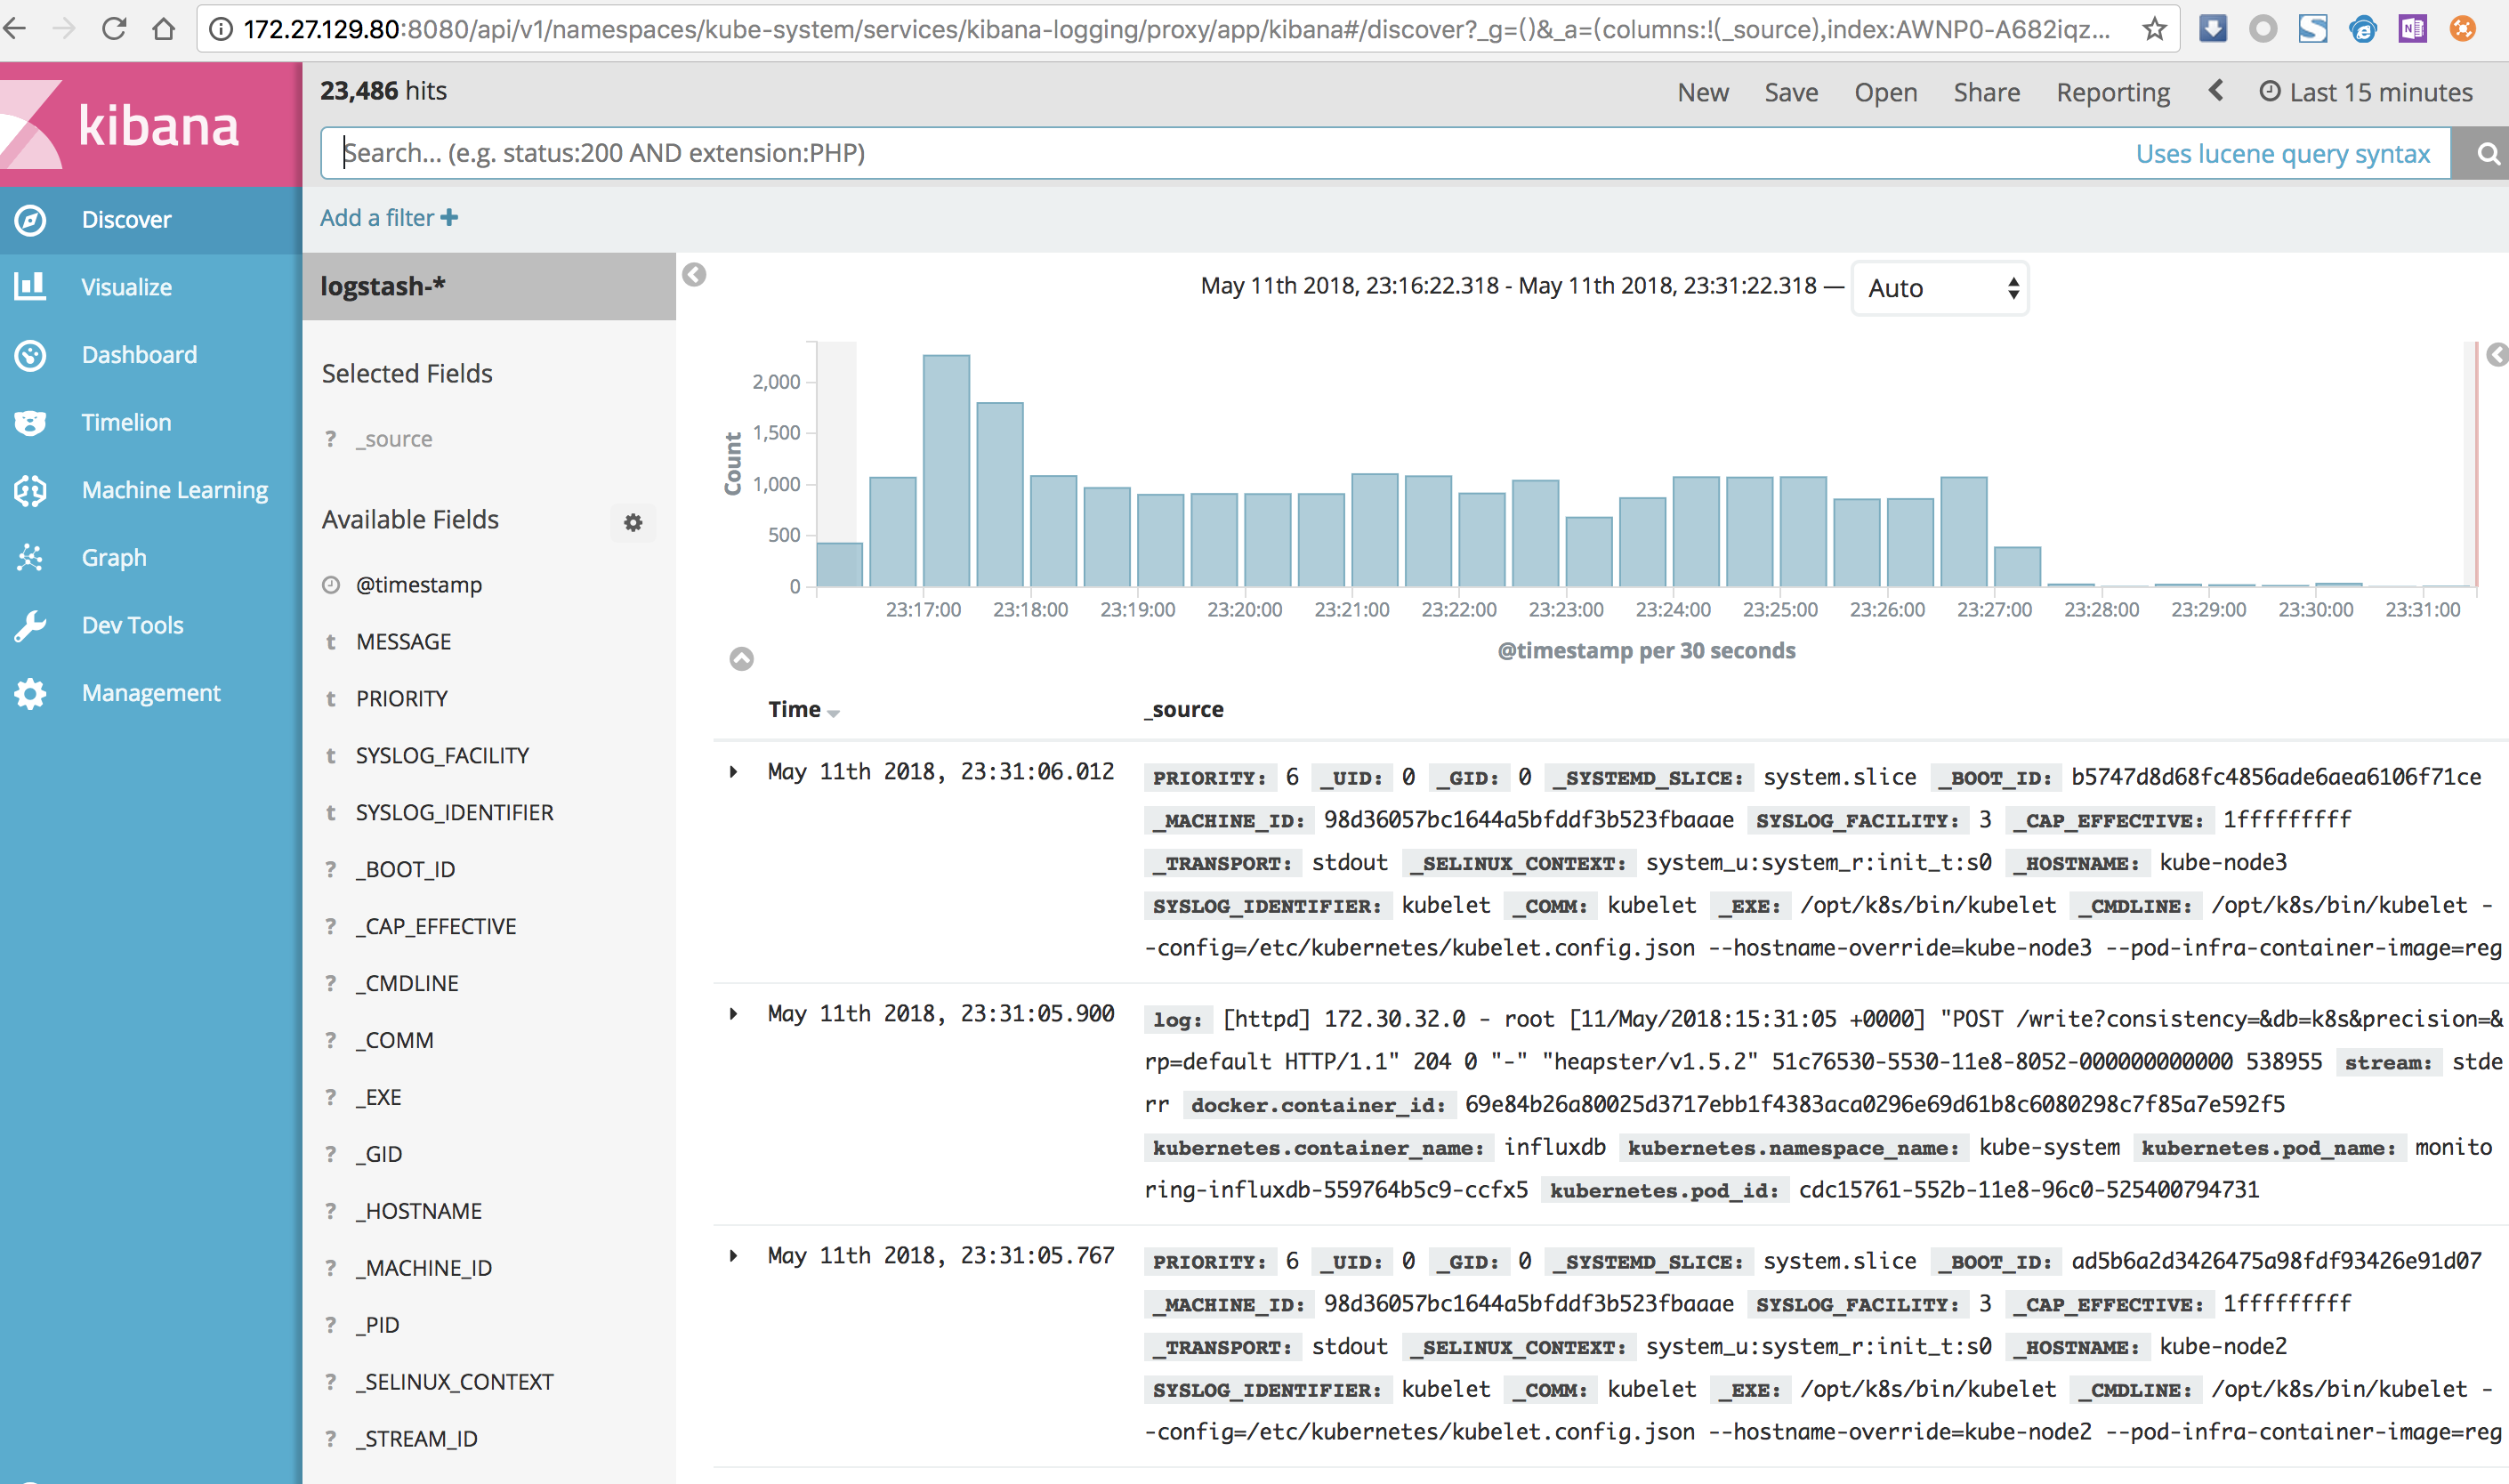 172.27.129.80:8080/api/v1/namespaces/kube-system/services/kibana-logging/proxy/app/kibana#/discover?_g=()&_a=(columns:!(_source),index:AWNP0-A682iqz...
kibana
Discover
Visualize
Dashboard
Timelion
Machine Learning
Graph
Dev Tools
Management
23,486 hits
New Save Open Share Reporting Last 15 minutes
Search... (e.g. status:200 AND extension:PHP) Uses lucene query syntax
Add a filter +
logstash-*
Selected Fields
? _source
Available Fields
@timestamp
t MESSAGE
t PRIORITY
t SYSLOG_FACILITY
t SYSLOG_IDENTIFIER
? _BOOT_ID
? _CAP_EFFECTIVE
? _CMDLINE
? _COMM
? _EXE
? _GID
? _HOSTNAME
? _MACHINE_ID
? _PID
? _SELINUX_CONTEXT
? _STREAM_ID
May 11th 2018, 23:16:22.318 - May 11th 2018, 23:31:22.318 — Auto
Count
2,000
1,500
1,000
500
0
23:17:00 23:18:00 23:19:00 23:20:00 23:21:00 23:22:00 23:23:00 23:24:00 23:25:00 23:26:00 23:27:00 23:28:00 23:29:00 23:30:00 23:31:00
@timestamp per 30 seconds
Time _source
May 11th 2018, 23:31:06.012 PRIORITY: 6 _UID: 0 _GID: 0 _SYSTEMD_SLICE: system.slice _BOOT_ID: b5747d8d68fc4856ade6aea6106f71ce
_MACHINE_ID: 98d36057bc1644a5bfddf3b523fbaaae SYSLOG_FACILITY: 3 _CAP_EFFECTIVE: 1fffffffff
_TRANSPORT: stdout _SELINUX_CONTEXT: system_u:system_r:init_t:s0 _HOSTNAME: kube-node3
SYSLOG_IDENTIFIER: kubelet _COMM: kubelet _EXE: /opt/k8s/bin/kubelet _CMDLINE: /opt/k8s/bin/kubelet -
-config=/etc/kubernetes/kubelet.config.json --hostname-override=kube-node3 --pod-infra-container-image=reg
May 11th 2018, 23:31:05.900 log: [httpd] 172.30.32.0 - root [11/May/2018:15:31:05 +0000] "POST /write?consistency=&db=k8s&precision=&
rp=default HTTP/1.1" 204 0 "-" "heapster/v1.5.2" 51c76530-5530-11e8-8052-000000000000 538955 stream: stde
rr docker.container_id: 69e84b26a80025d3717ebb1f4383aca0296e69d61b8c6080298c7f85a7e592f5
kubernetes.container_name: influxdb kubernetes.namespace_name: kube-system kubernetes.pod_name: monito
ring-influxdb-559764b5c9-ccfx5 kubernetes.pod_id: cdc15761-552b-11e8-96c0-525400794731
May 11th 2018, 23:31:05.767 PRIORITY: 6 _UID: 0 _GID: 0 _SYSTEMD_SLICE: system.slice _BOOT_ID: ad5b6a2d3426475a98fdf93426e91d07
_MACHINE_ID: 98d36057bc1644a5bfddf3b523fbaaae SYSLOG_FACILITY: 3 _CAP_EFFECTIVE: 1fffffffff
_TRANSPORT: stdout _SELINUX_CONTEXT: system_u:system_r:init_t:s0 _HOSTNAME: kube-node2
SYSLOG_IDENTIFIER: kubelet _COMM: kubelet _EXE: /opt/k8s/bin/kubelet _CMDLINE: /opt/k8s/bin/kubelet -
-config=/etc/kubernetes/kubelet.config.json --hostname-override=kube-node2 --pod-infra-container-image=reg